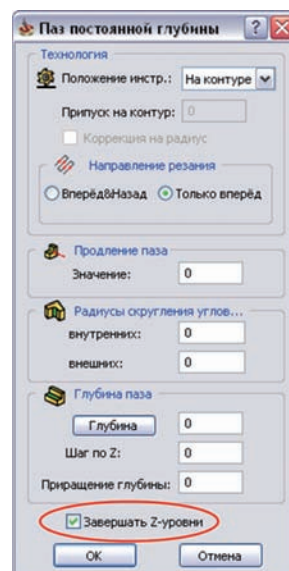 Паз постоянной глубины
Технология
Положение инстр.: На контуре
Припуск на контур: 0
Коррекция на радиус
Направление резания
Вперёд&Назад Только вперёд
Продление паза
Значение: 0
Радиусы скругления углов...
внутренних: 0
внешних: 0
Глубина паза
Глубина 0
Шаг по Z: 0
Приращение глубины: 0
Завершать Z-уровни
OK Отмена